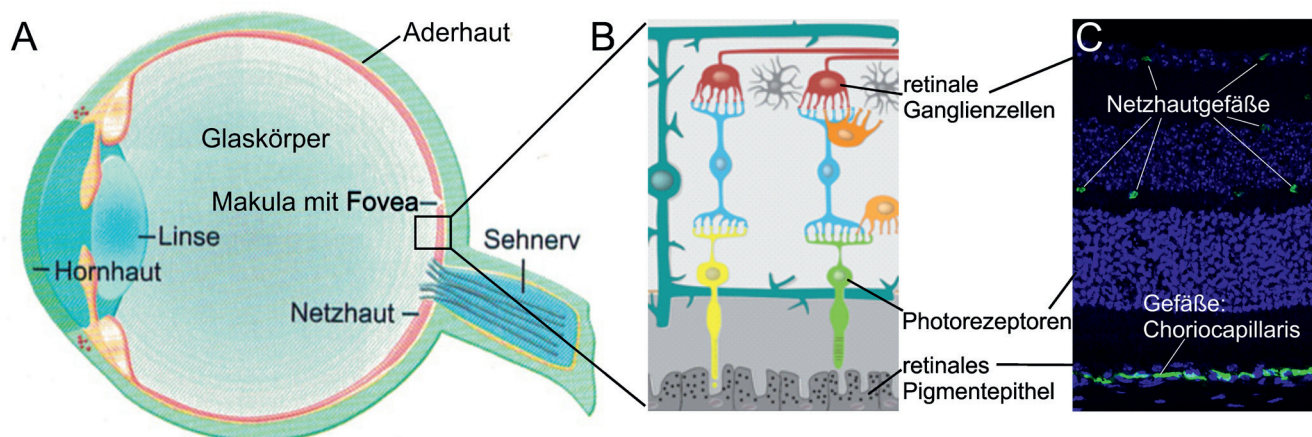 A
Aderhaut
Glaskörper
Makula mit Fovea
Linse
Hornhaut
Sehnerv
Netzhaut
B
retinale
Ganglienzellen
Photorezeptoren
retinales
Pigmentepithel
C
Netzhautgefäße
Gefäße:
Choriocapillaris